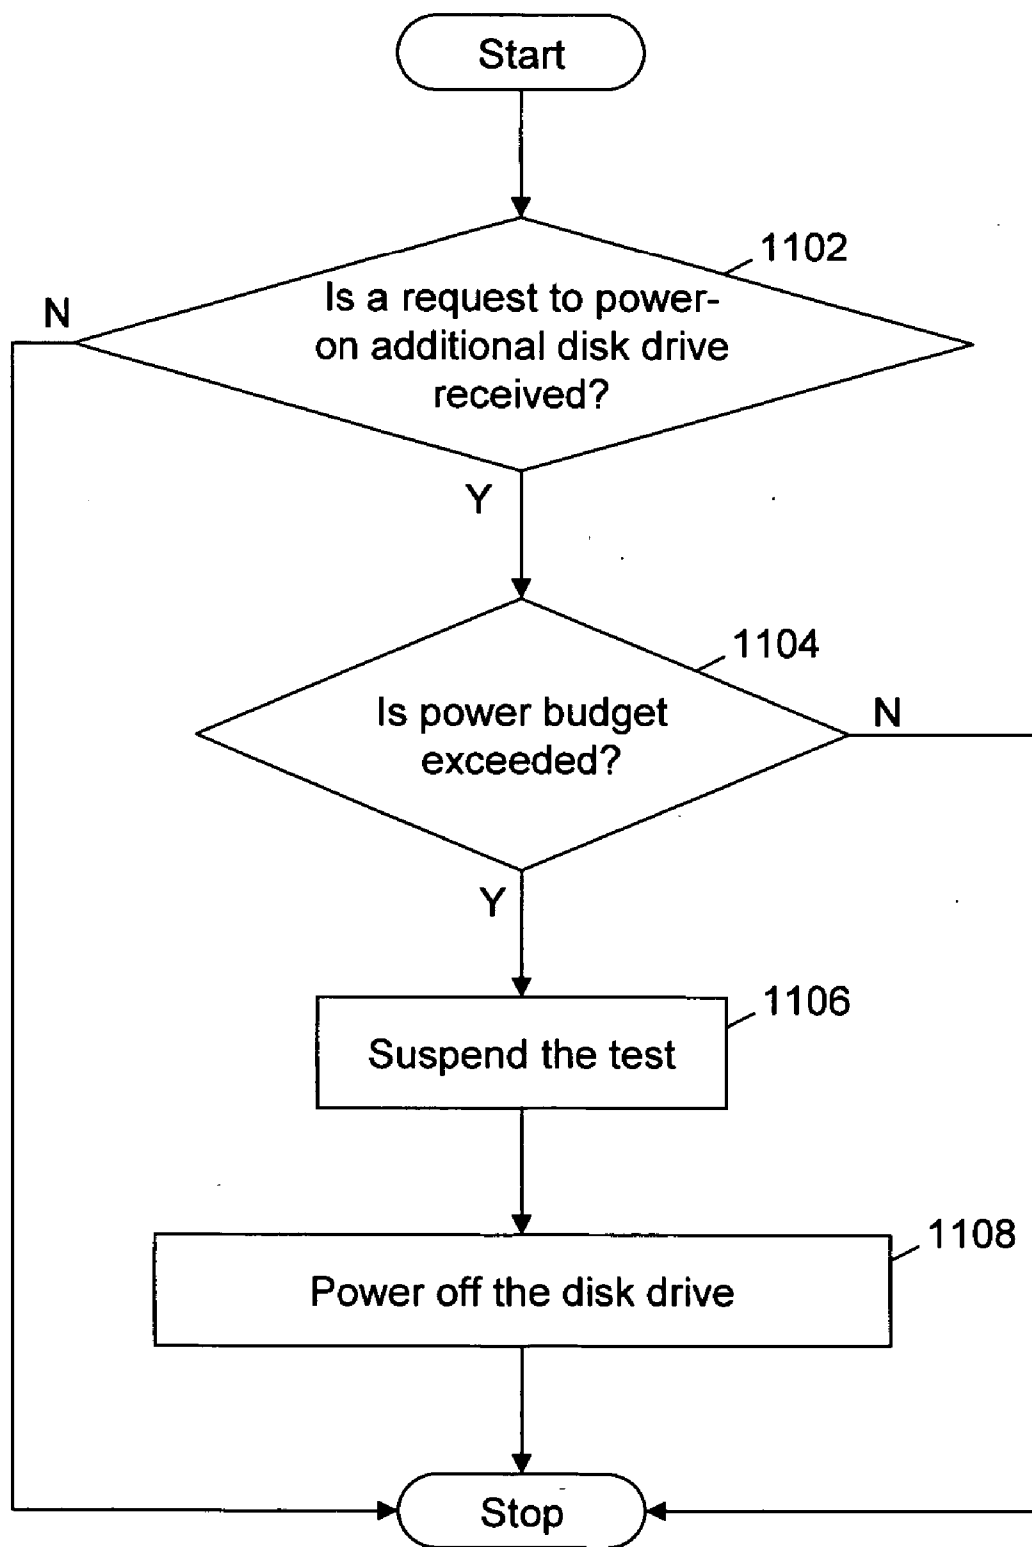 Start
1102
N
Is a request to power-
on additional disk drive
received?
Y
1104
N
Is power budget
exceeded?
Y
1106
Suspend the test
1108
Power off the disk drive
Stop